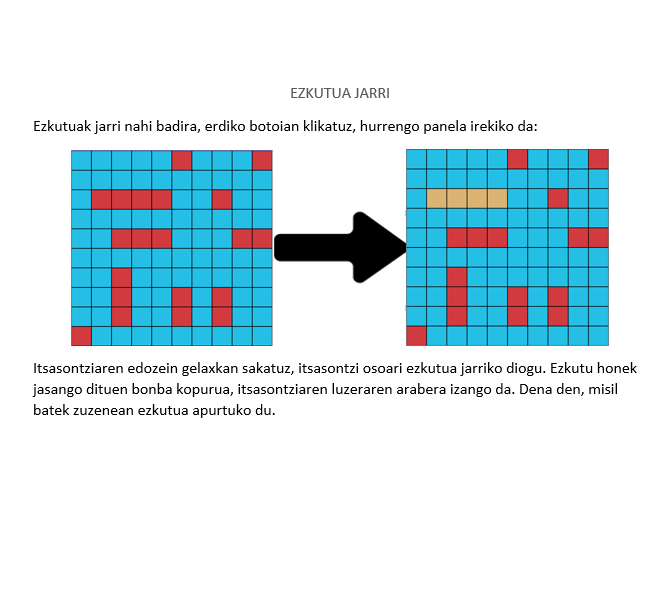 EZKUTUA JARRI
Ezkutuak jarri nahi badira, erdiko botoian klikatuz, hurrengo panela irekiko da:
Itsasontziaren edozein gelaxkan sakatuz, itsasontzi osoari ezkutua jarriko diogu. Ezkutu honek
jasango dituen bonba kopurua, itsasontziaren luzeraren arabera izango da. Dena den, misil
batek zuzenean ezkutua apurtuko du.